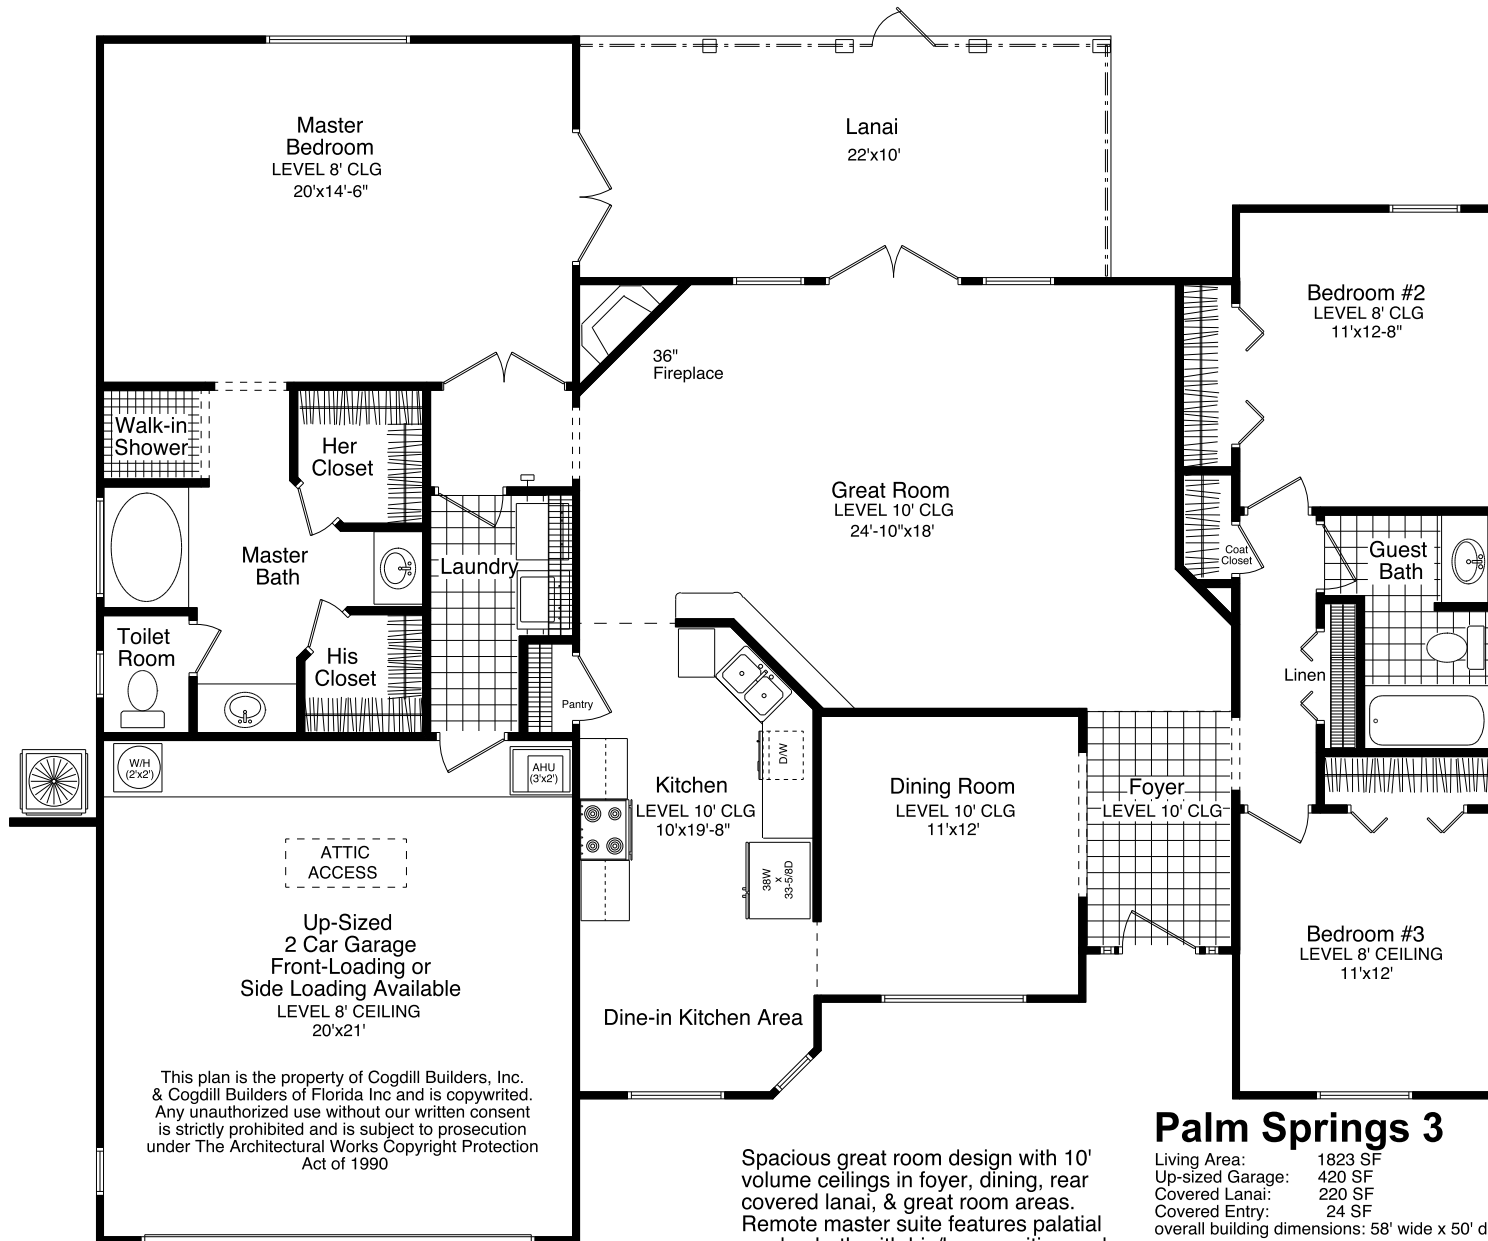 Master
Bedroom
LEVEL 8' CLG
20'x14'-6"
Lanai
22'x10'
Bedroom #2
LEVEL 8' CLG
11'x12-8"
36"
Fireplace
Walk-in
Shower
Her
Closet
Great Room
LEVEL 10' CLG
24'-10"x18'
Master
Bath
Laundry
Coat
Closet
Guest
Bath
Toilet
Room
His
Closet
Pantry
Linen
W/H
(2'x2')
AHU
(3'x2')
D/W
Kitchen
LEVEL 10' CLG
10'x19'-8"
Dining Room
LEVEL 10' CLG
11'x12'
Foyer
LEVEL 10' CLG
38W
x
33-5/8D
ATTIC
ACCESS
Up-Sized
2 Car Garage
Front-Loading or
Side Loading Available
LEVEL 8' CEILING
20'x21'
Bedroom #3
LEVEL 8' CEILING
11'x12'
Dine-in Kitchen Area
This plan is the property of Cogdill Builders, Inc.
& Cogdill Builders of Florida Inc and is copywrited.
Any unauthorized use without our written consent
is strictly prohibited and is subject to prosecution
under The Architectural Works Copyright Protection
Act of 1990
Spacious great room design with 10'
volume ceilings in foyer, dining, rear
covered lanai, & great room areas.
Remote master suite features palatial
Palm Springs 3
Living Area: 1823 SF
Up-sized Garage: 420 SF
Covered Lanai: 220 SF
Covered Entry: 24 SF
overall building dimensions: 58' wide x 50' d